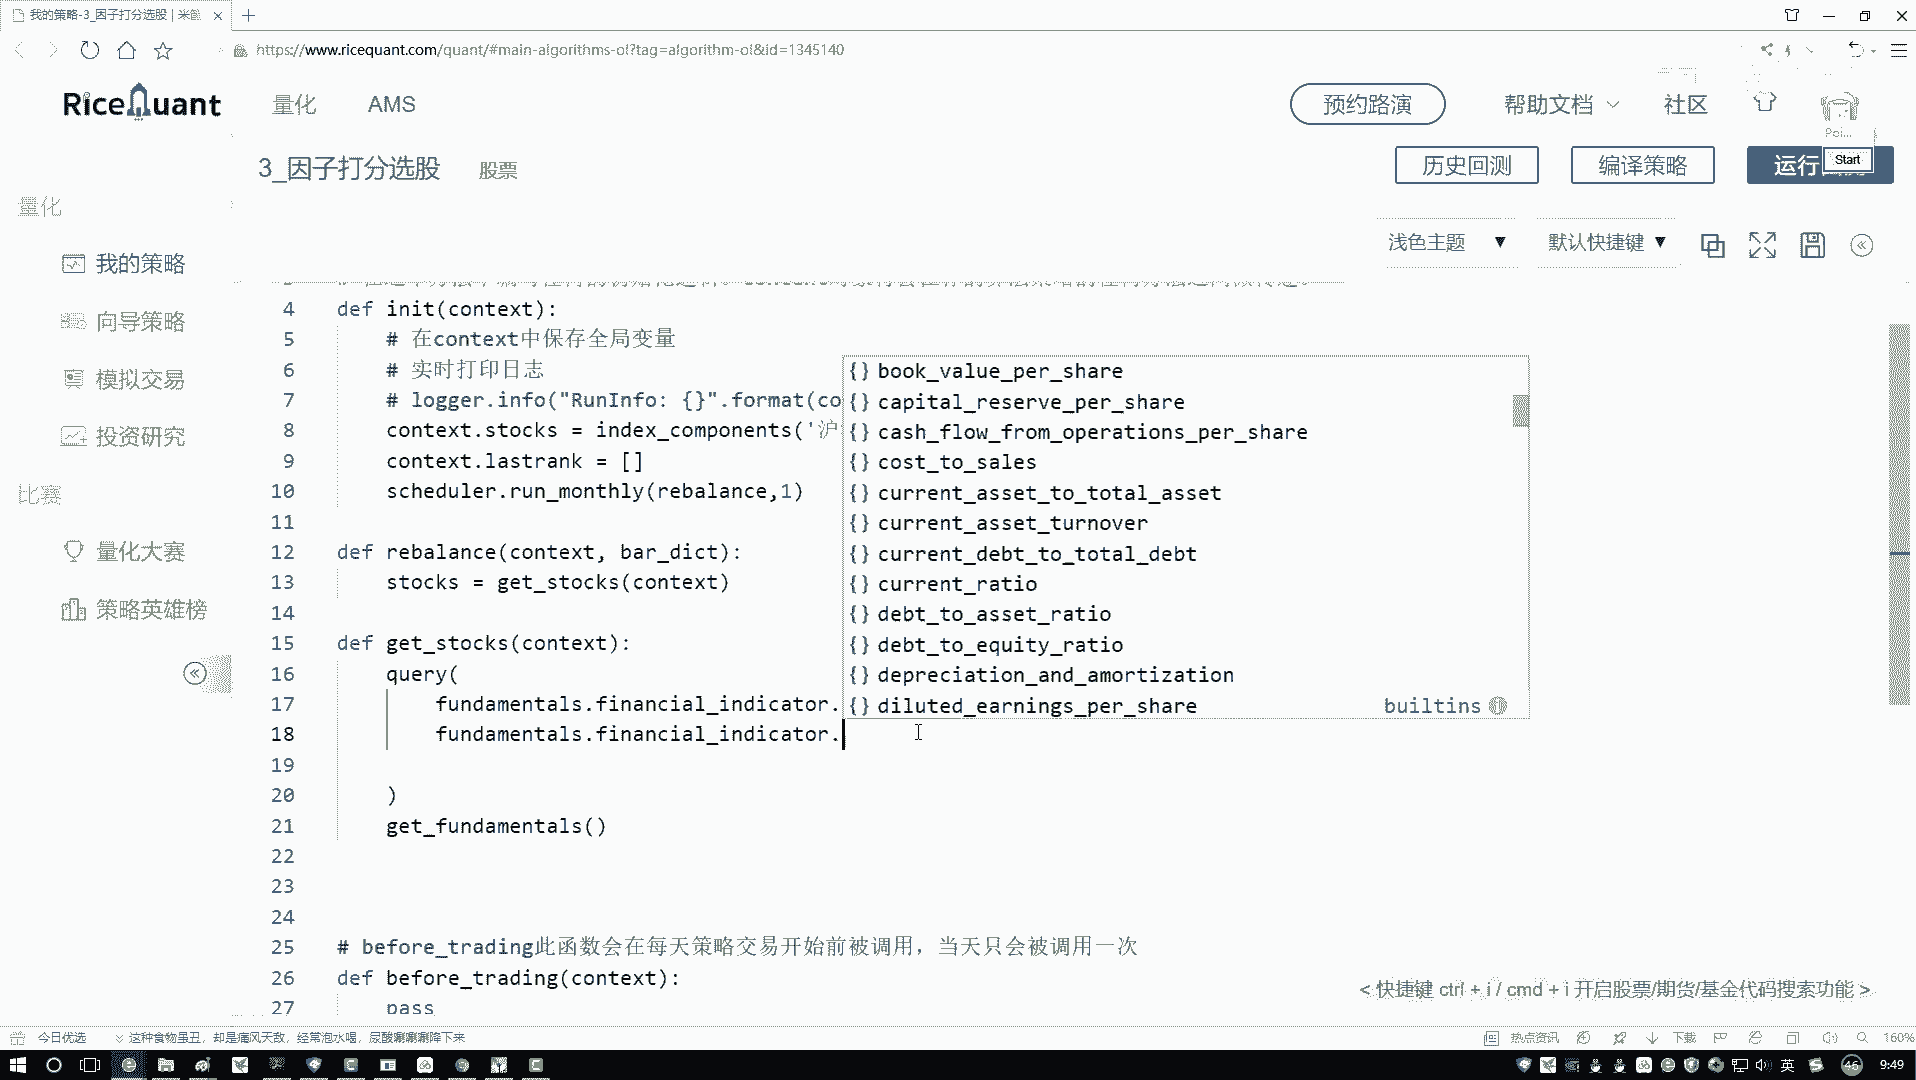 我的策略-3_因子打分选股 | 米
https://www.ricequant.com/quant/#main-algorithms-ol?tag=algorithm-ol&id=1345140
RiceQuant
量化
AMS
预约路演
帮助文档
社区
Poi...
3_因子打分选股
股票
历史回测
编译策略
运行
Start
量化
我的策略
向导策略
模拟交易
投资研究
比赛
量化大赛
策略英雄榜
浅色主题 ▼
默认快捷键 ▼
4 def init(context):
5 # 在context中保存全局变量
6 # 实时打印日志
7 # logger.info("RunInfo: {}".format(co
8 context.stocks = index_components('沪
9 context.lastrank = []
10 scheduler.run_monthly(rebalance,1)
11
12 def rebalance(context, bar_dict):
13 stocks = get_stocks(context)
14
15 def get_stocks(context):
16 query(
17 fundamentals.financial_indicator.
18 fundamentals.financial_indicator.
19
20 )
21 get_fundamentals()
22
23
24
25 # before_trading此函数会在每天策略交易开始前被调用，当天只会被调用一次
26 def before_trading(context):
27 pass
{} book_value_per_share
{} capital_reserve_per_share
{} cash_flow_from_operations_per_share
{} cost_to_sales
{} current_asset_to_total_asset
{} current_asset_turnover
{} current_debt_to_total_debt
{} current_ratio
{} debt_to_asset_ratio
{} debt_to_equity_ratio
{} depreciation_and_amortization
{} diluted_earnings_per_share builtins
< 快捷键 ctrl + i / cmd + i 开启股票/期货/基金代码搜索功能 >
今日优选
这种食物虽丑，却是痛风天敌，经常泡水喝，尿酸唰唰唰降下来
热点资讯
下载
160%
英
46
9:49